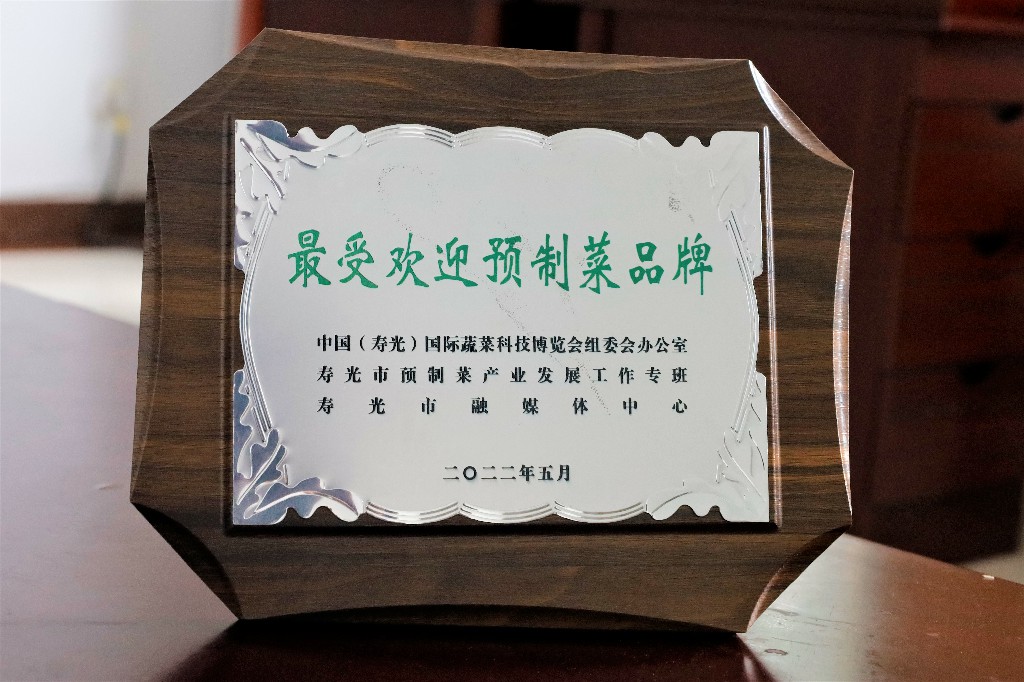 最受欢迎预制菜品牌
中国（寿光）国际蔬菜科技博览会组委会办公室
寿光市预制菜产业发展工作专班
寿光市融媒体中心
二〇二二年五月